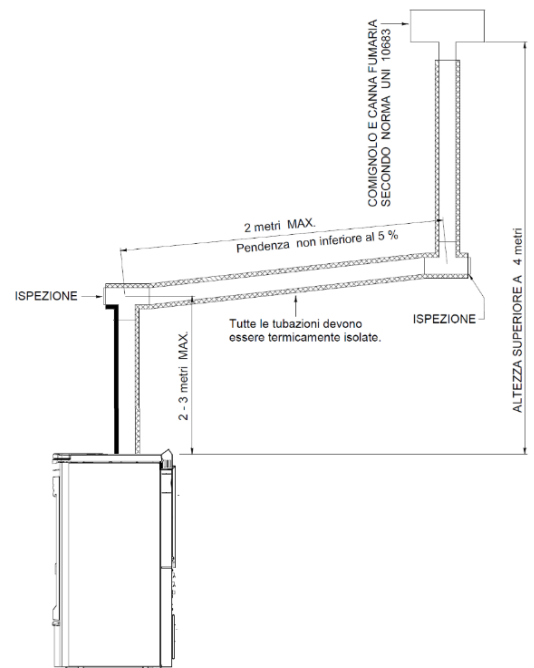 COMIGNOLO E CANNA FUMARIA
SECONDO NORMA UNI 10683
2 metri MAX.
Pendenza non inferiore al 5 %
ISPEZIONE
ISPEZIONE
Tutte le tubazioni devono
essere termicamente isolate.
2 - 3 metri MAX.
ALTEZZA SUPERIORE A 4 metri